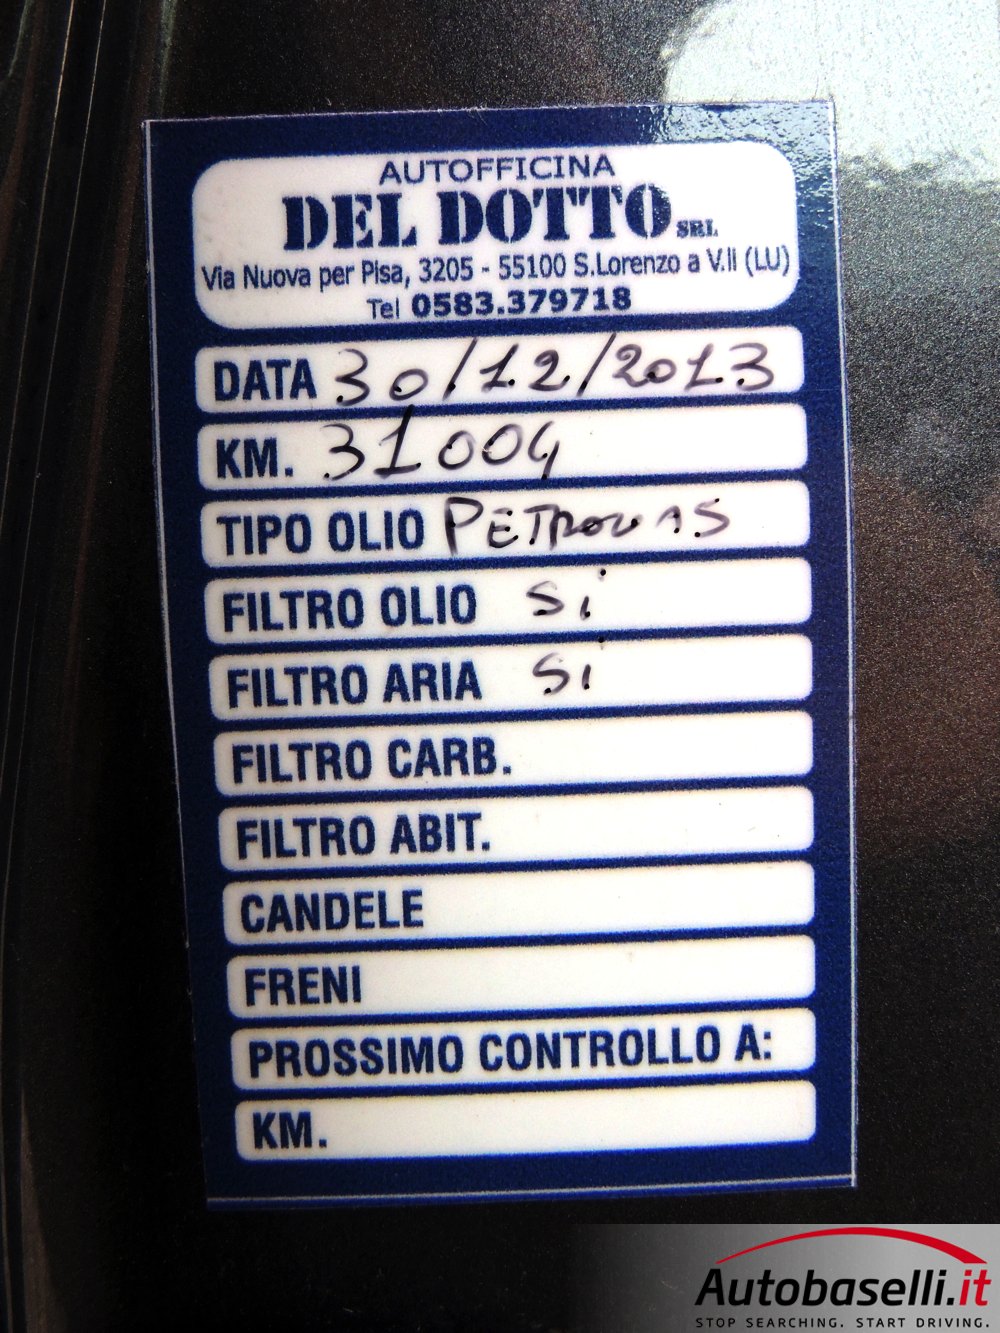 AUTOFFICINA
DEL DOTTO SRL
Via Nuova per Pisa, 3205 - 55100 S.Lorenzo a V.li (LU)
Tel 0583.379718
DATA 30/12/2013
KM. 31004
TIPO OLIO PETRONAS
FILTRO OLIO Si
FILTRO ARIA Si
FILTRO CARB.
FILTRO ABIT.
CANDELE
FRENI
PROSSIMO CONTROLLO A:
KM.
Autobaselli.it
STOP SEARCHING. START DRIVING.